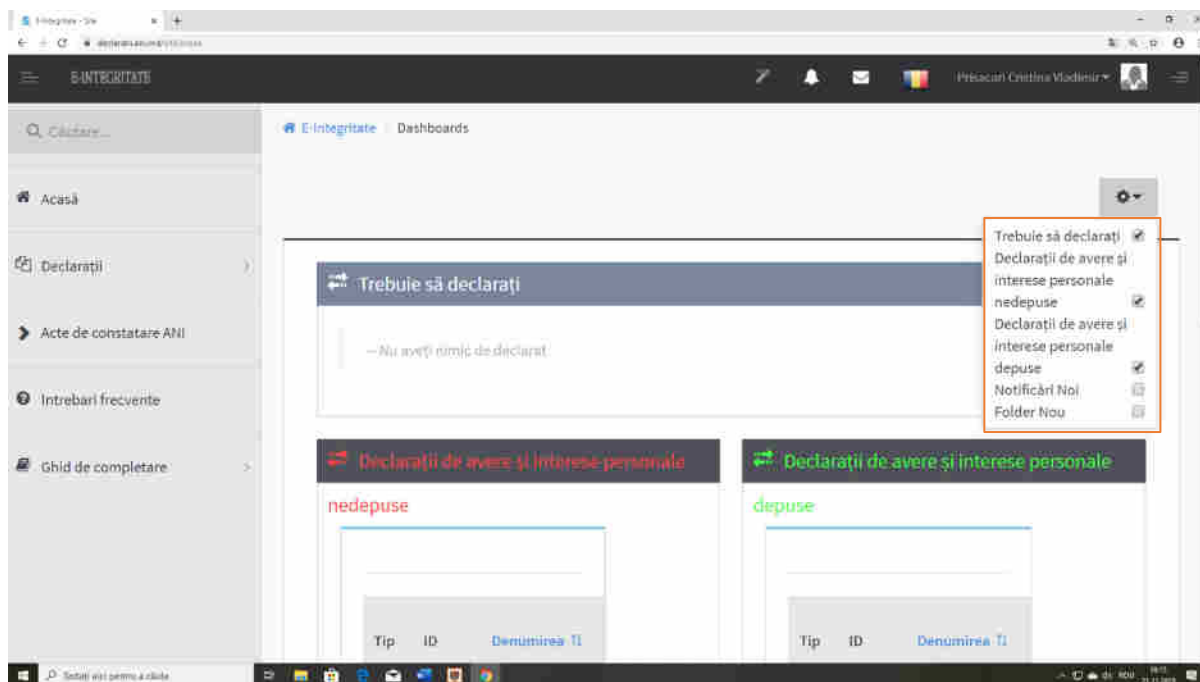 E-Integritate - Site
E-INTEGRITATE
Prisacari Cristina Vladimir
Căutare...
E-Integritate / Dashboards
Acasă
Declarații
Acte de constatare ANI
Intrebari frecvente
Ghid de completare
Trebuie să declarați
Declarații de avere și
interese personale
nedepuse
Declarații de avere și
interese personale
depuse
Notificări Noi
Folder Nou
Trebuie să declarați
-- Nu aveți nimic de declarat
Declarații de avere și interese personale
nedepuse
Tip ID Denumirea
Declarații de avere și interese personale
depuse
Tip ID Denumirea
ROU